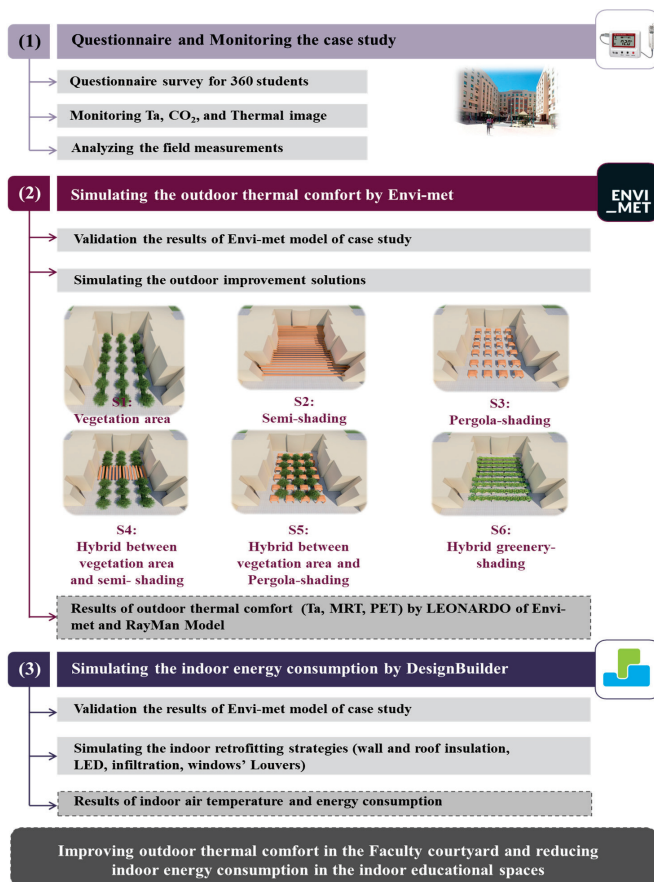 (1) Questionnaire and Monitoring the case study
Questionnaire survey for 360 students
Monitoring Ta, CO₂, and Thermal image
Analyzing the field measurements
(2) Simulating the outdoor thermal comfort by Envi-met
ENVI
_MET
Validation the results of Envi-met model of case study
Simulating the outdoor improvement solutions
S1:
Vegetation area
S2:
Semi-shading
S3:
Pergola-shading
S4:
Hybrid between
vegetation area
and semi- shading
S5:
Hybrid between
vegetation area and
Pergola-shading
S6:
Hybrid greenery-
shading
Results of outdoor thermal comfort (Ta, MRT, PET) by LEONARDO of Envi-
met and RayMan Model
(3) Simulating the indoor energy consumption by DesignBuilder
Validation the results of Envi-met model of case study
Simulating the indoor retrofitting strategies (wall and roof insulation,
LED, infiltration, windows’ Louvers)
Results of indoor air temperature and energy consumption
Improving outdoor thermal comfort in the Faculty courtyard and reducing
indoor energy consumption in the indoor educational spaces